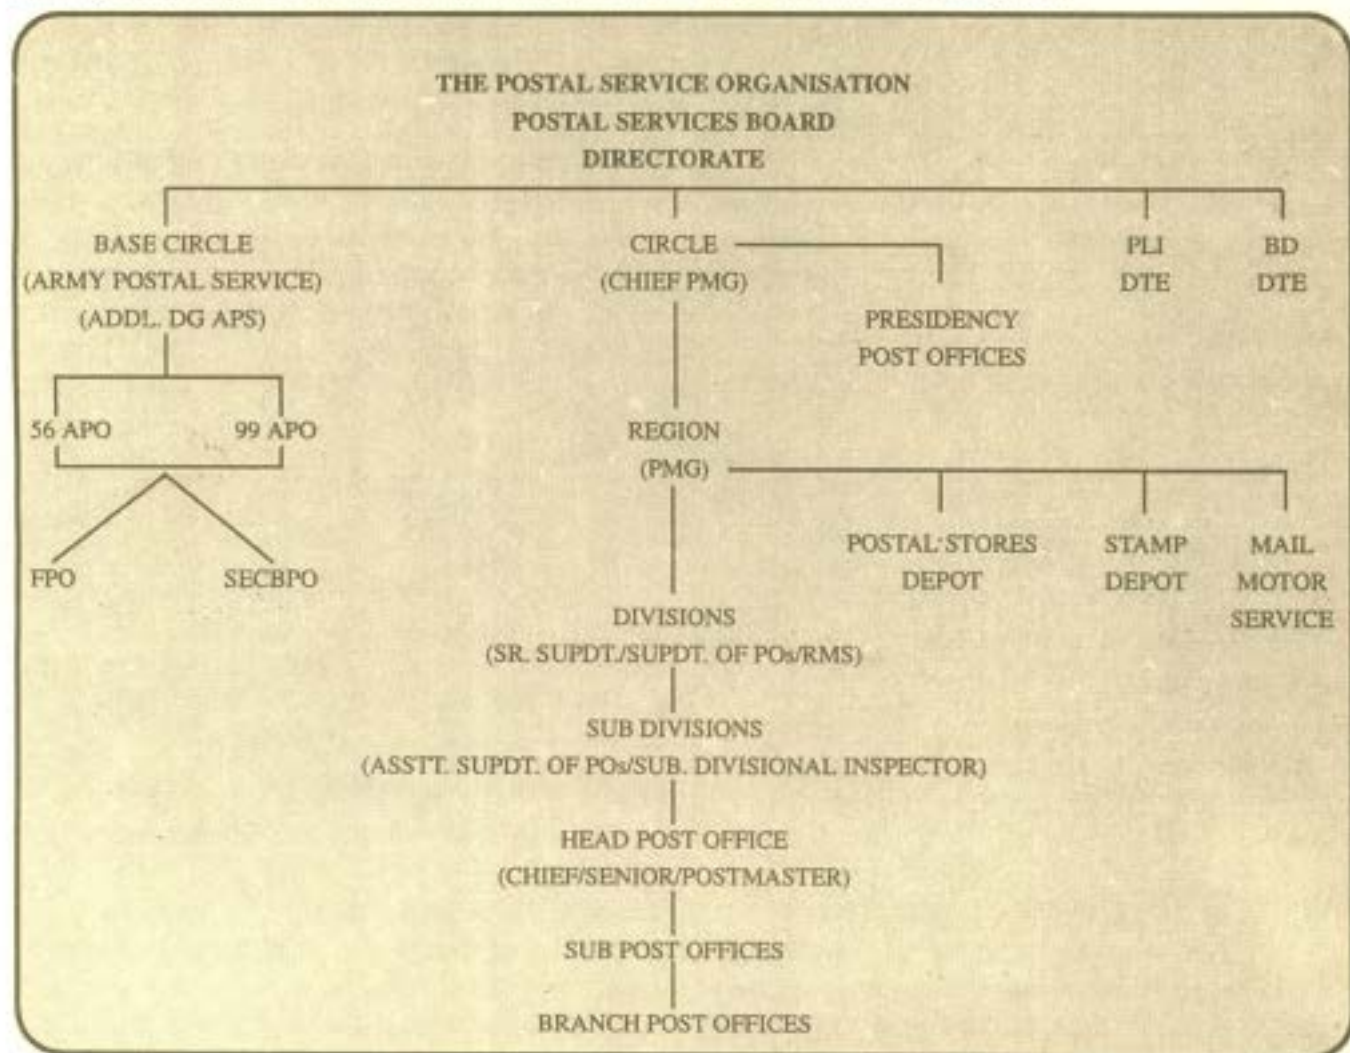 THE POSTAL SERVICE ORGANISATION
POSTAL SERVICES BOARD
DIRECTORATE
BASE CIRCLE
(ARMY POSTAL SERVICE)
(ADDL. DG APS)
CIRCLE
(CHIEF PMG)
PLI
DTE
BD
DTE
PRESIDENCY
POST OFFICES
56 APO
99 APO
REGION
(PMG)
FPO
SECBPO
POSTAL STORES
DEPOT
STAMP
DEPOT
MAIL
MOTOR
SERVICE
DIVISIONS
(SR. SUPDT./SUPDT. OF POs/RMS)
SUB DIVISIONS
(ASSTT. SUPDT. OF POs/SUB. DIVISIONAL INSPECTOR)
HEAD POST OFFICE
(CHIEF/SENIOR/POSTMASTER)
SUB POST OFFICES
BRANCH POST OFFICES